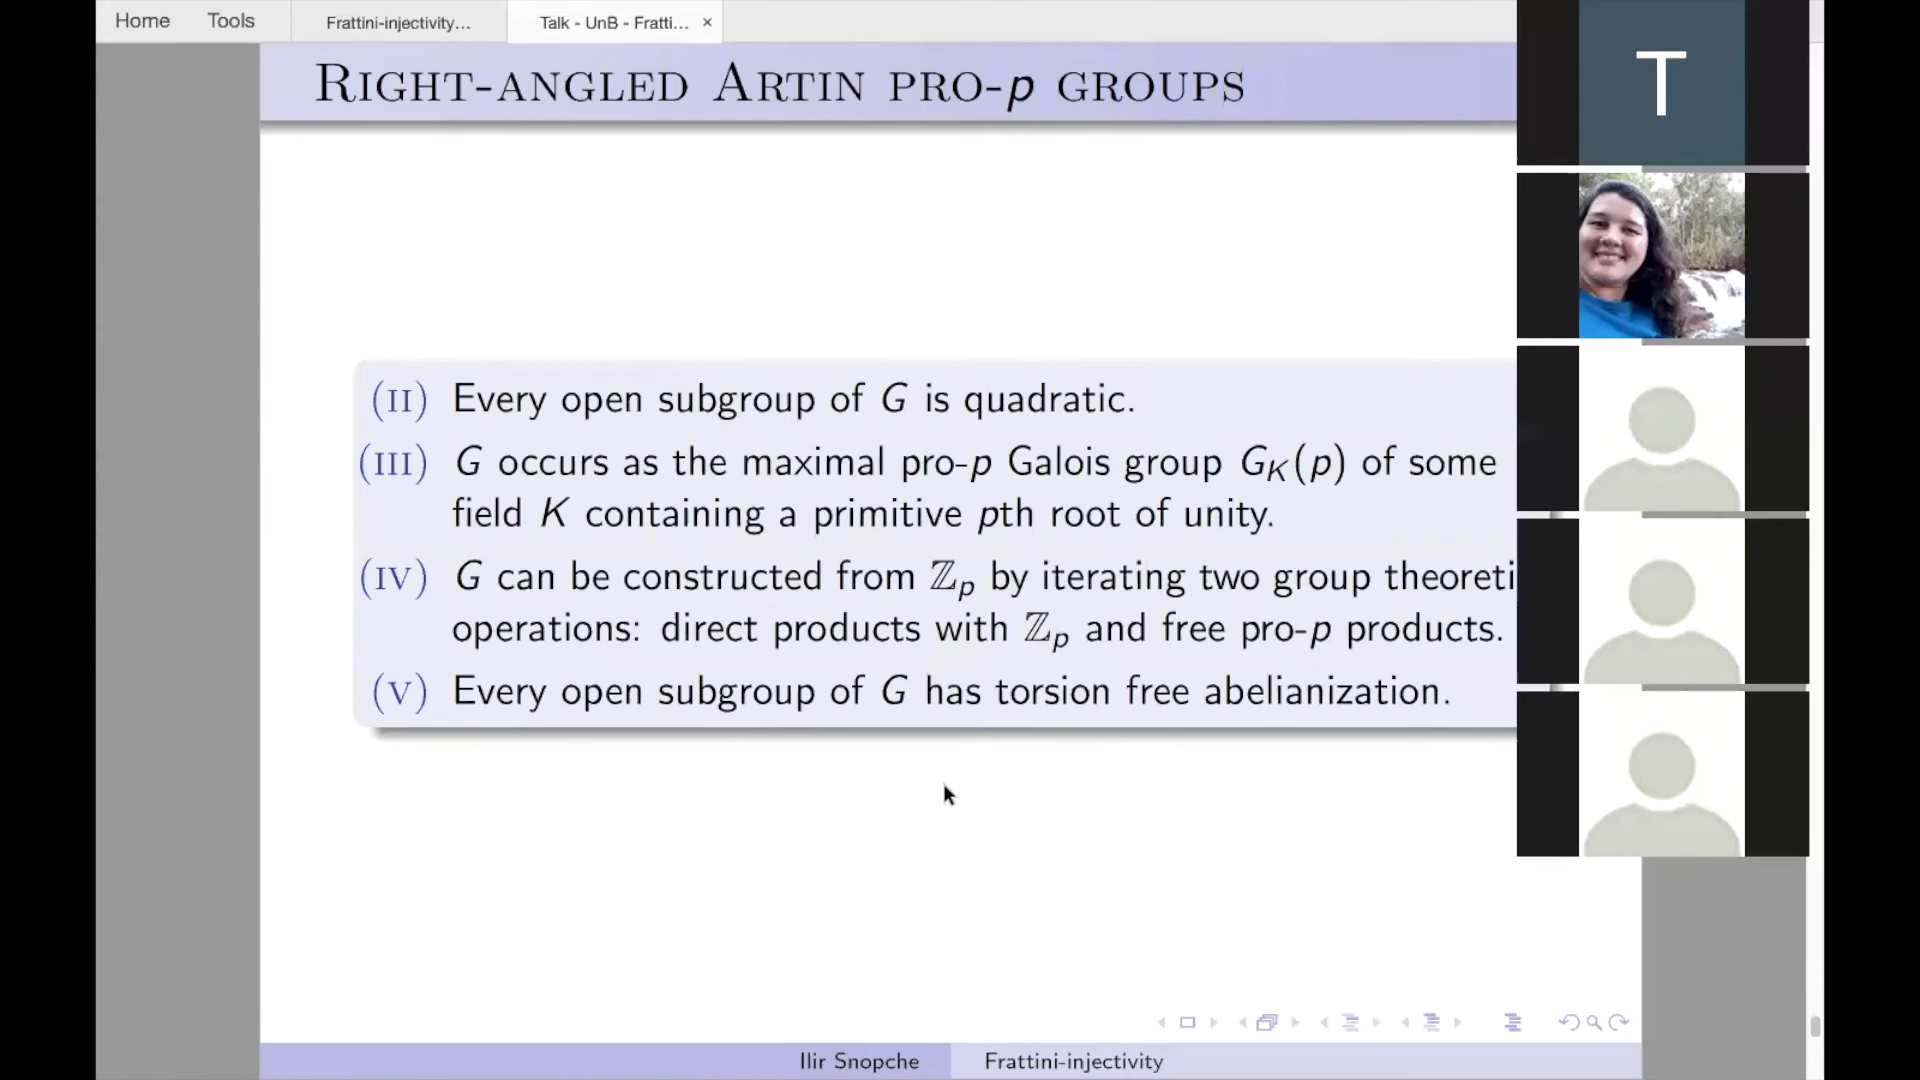 Home Tools Frattini-injectivity... Talk - UnB - Fratti... ×
RIGHT-ANGLED ARTIN PRO-p GROUPS
T
(II) Every open subgroup of G is quadratic.
(III) G occurs as the maximal pro-p Galois group G_K(p) of some
field K containing a primitive pth root of unity.
(IV) G can be constructed from ℤ_p by iterating two group theoreti
operations: direct products with ℤ_p and free pro-p products.
(V) Every open subgroup of G has torsion free abelianization.
Ilir Snopche Frattini-injectivity